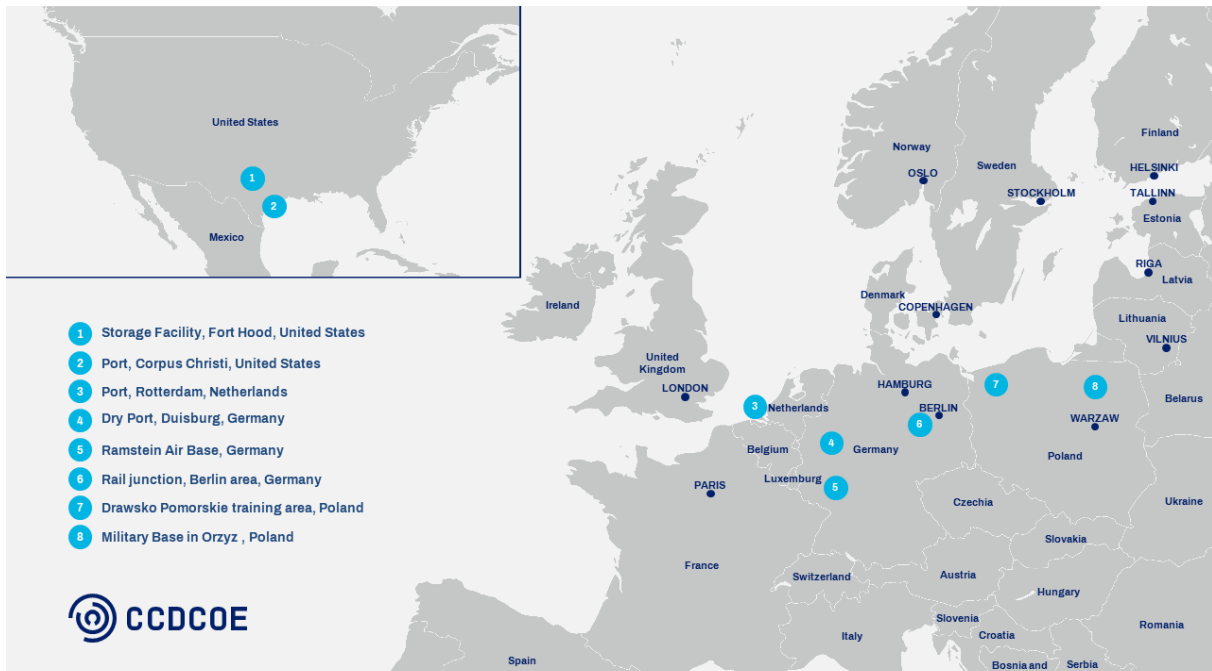 United States
1
2
Mexico
Finland
Norway
Sweden
HELSINKI
OSLO
STOCKHOLM
TALLINN
Estonia
RIGA
Latvia
Ireland
Denmark
COPENHAGEN
Lithuania
VILNIUS
United
Kingdom
LONDON
HAMBURG
BERLIN
7
8
3
Netherlands
Belarus
6
WARZAW
4
Belgium
Germany
Poland
Luxemburg
5
PARIS
Czechia
Ukraine
Slovakia
France
Switzerland
Austria
Hungary
Slovenia
Romania
Italy
Croatia
Spain
Bosnia and
Serbia
1 Storage Facility, Fort Hood, United States
2 Port, Corpus Christi, United States
3 Port, Rotterdam, Netherlands
4 Dry Port, Duisburg, Germany
5 Ramstein Air Base, Germany
6 Rail junction, Berlin area, Germany
7 Drawsko Pomorskie training area, Poland
8 Military Base in Orzyz , Poland
CCDCOE